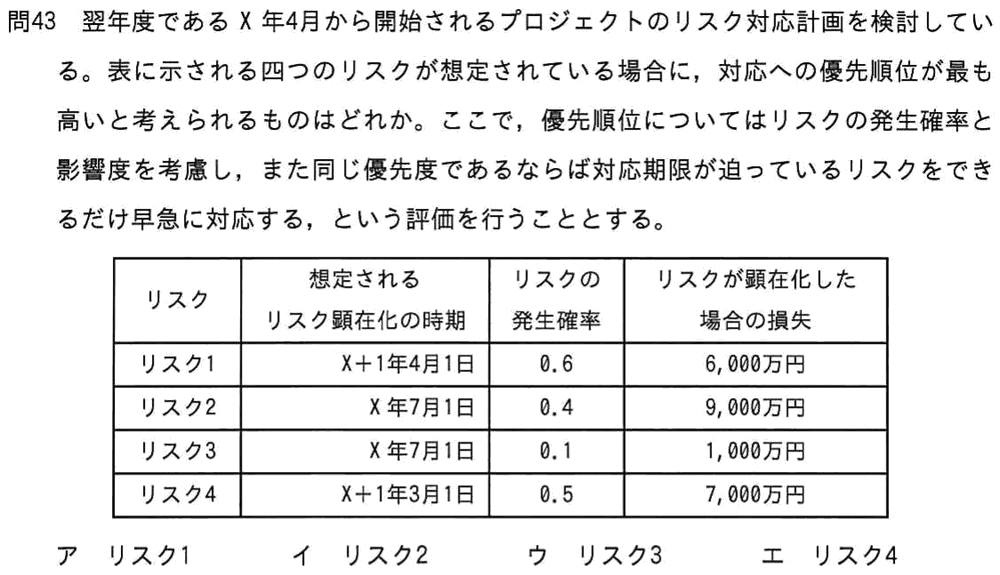 問43 翌年度である X 年4月から開始されるプロジェクトのリスク対応計画を検討してい
る。表に示される四つのリスクが想定されている場合に，対応への優先順位が最も
高いと考えられるものはどれか。ここで，優先順位についてはリスクの発生確率と
影響度を考慮し，また同じ優先度であるならば対応期限が迫っているリスクをでき
るだけ早急に対応する，という評価を行うこととする。
リスク 想定される リスクの リスクが顕在化した
リスク顕在化の時期 発生確率 場合の損失
リスク1 X＋1年4月1日 0.6 6,000万円
リスク2 X 年7月1日 0.4 9,000万円
リスク3 X 年7月1日 0.1 1,000万円
リスク4 X＋1年3月1日 0.5 7,000万円
ア リスク1 イ リスク2 ウ リスク3 エ リスク4